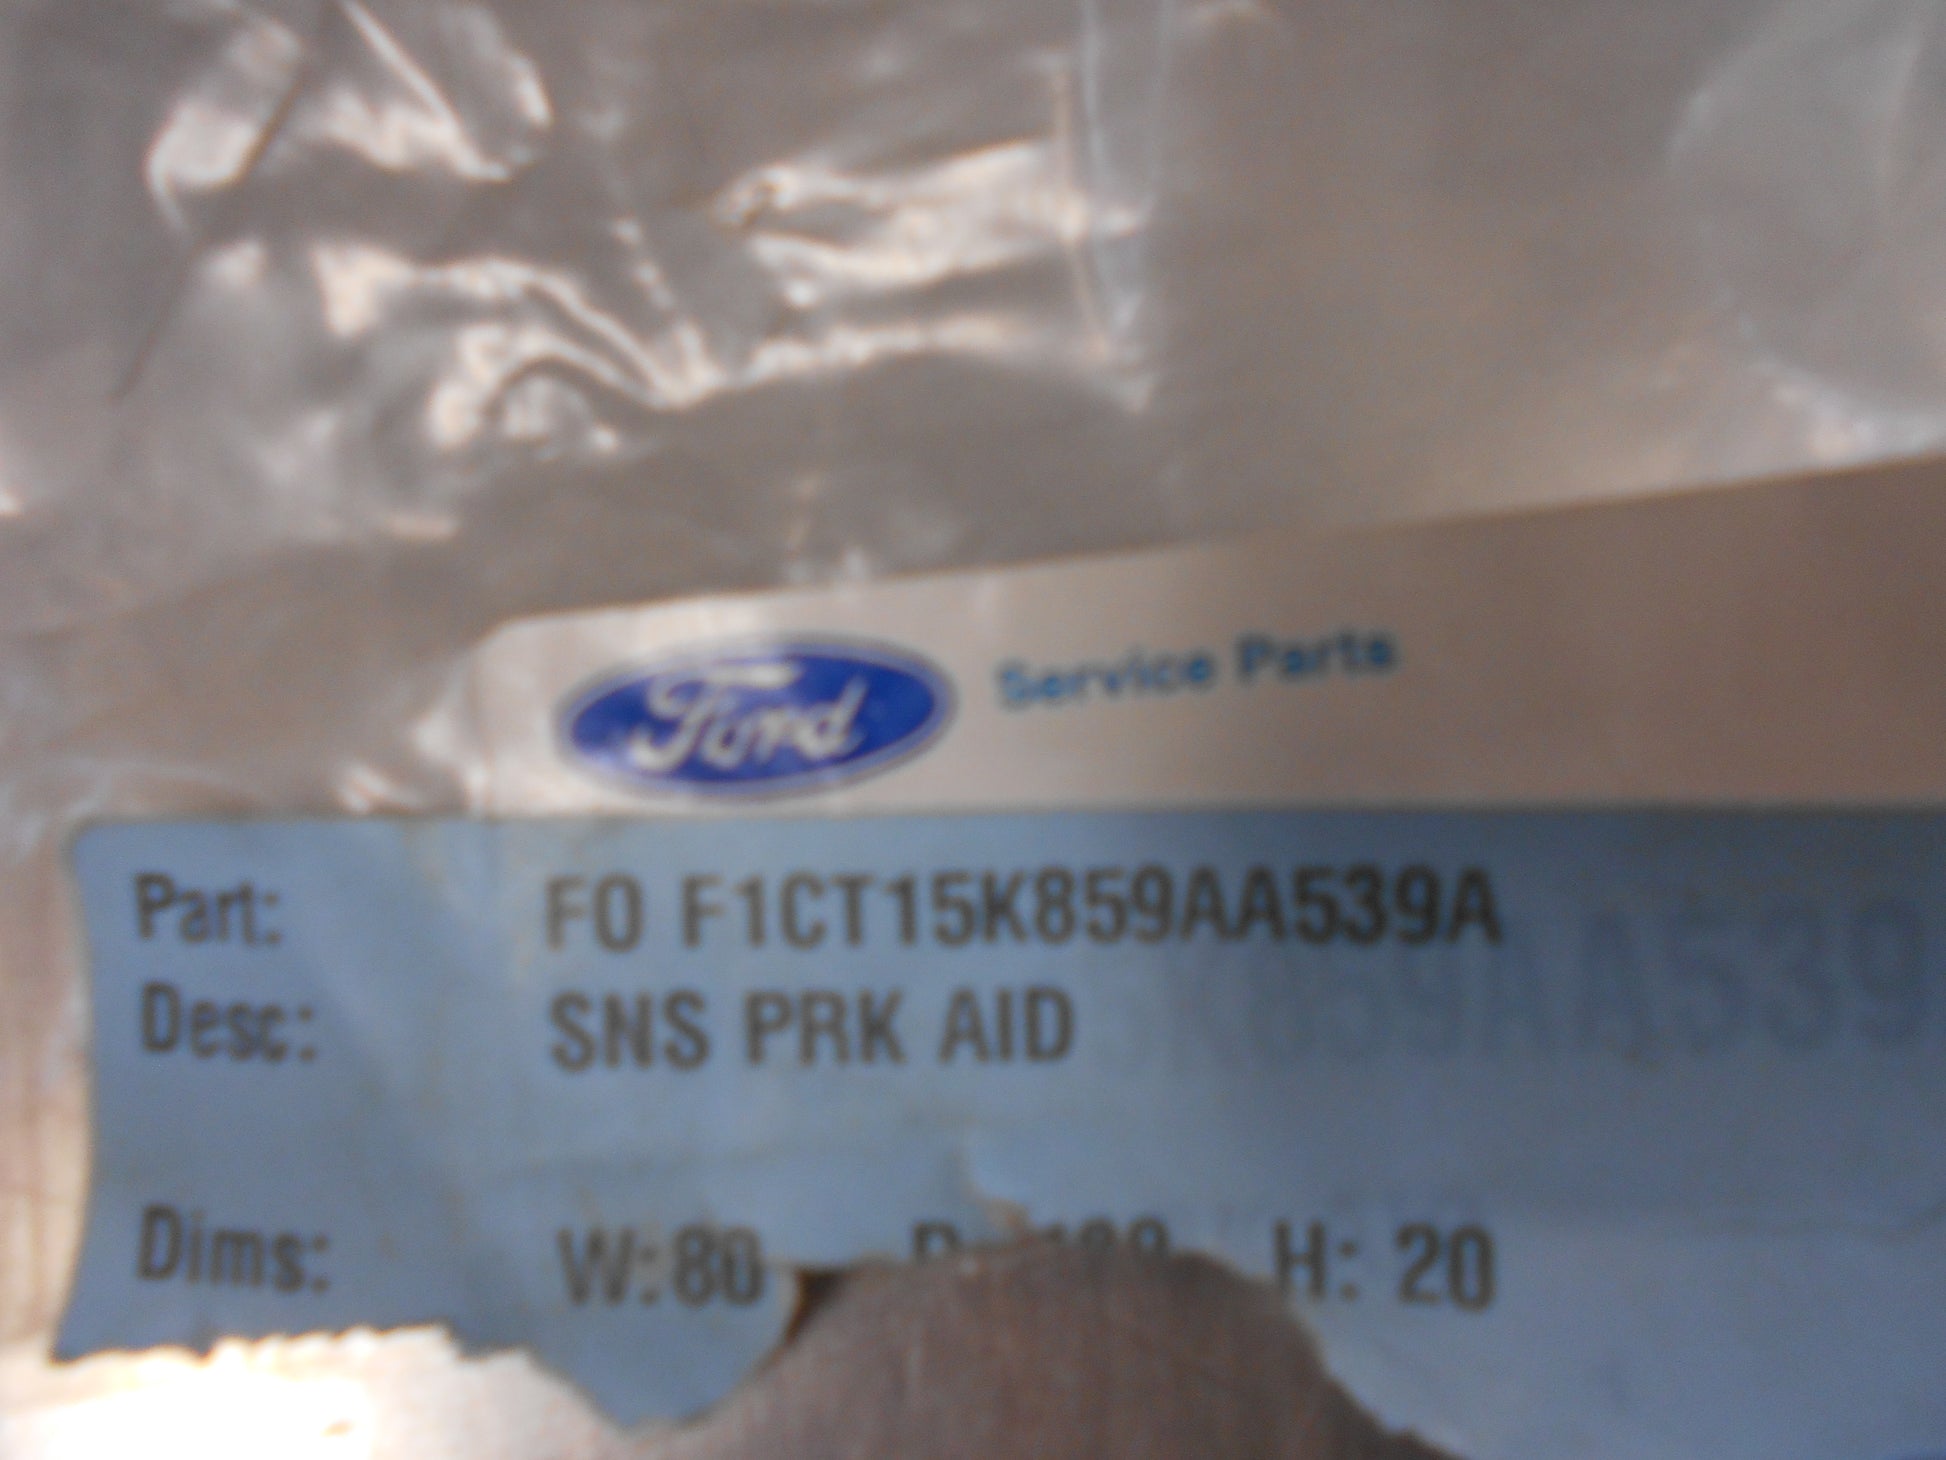 Ford Service Parts
Part: FO F1CT15K859AA539A
Desc: SNS PRK AID
Dims: W:80 H: 20